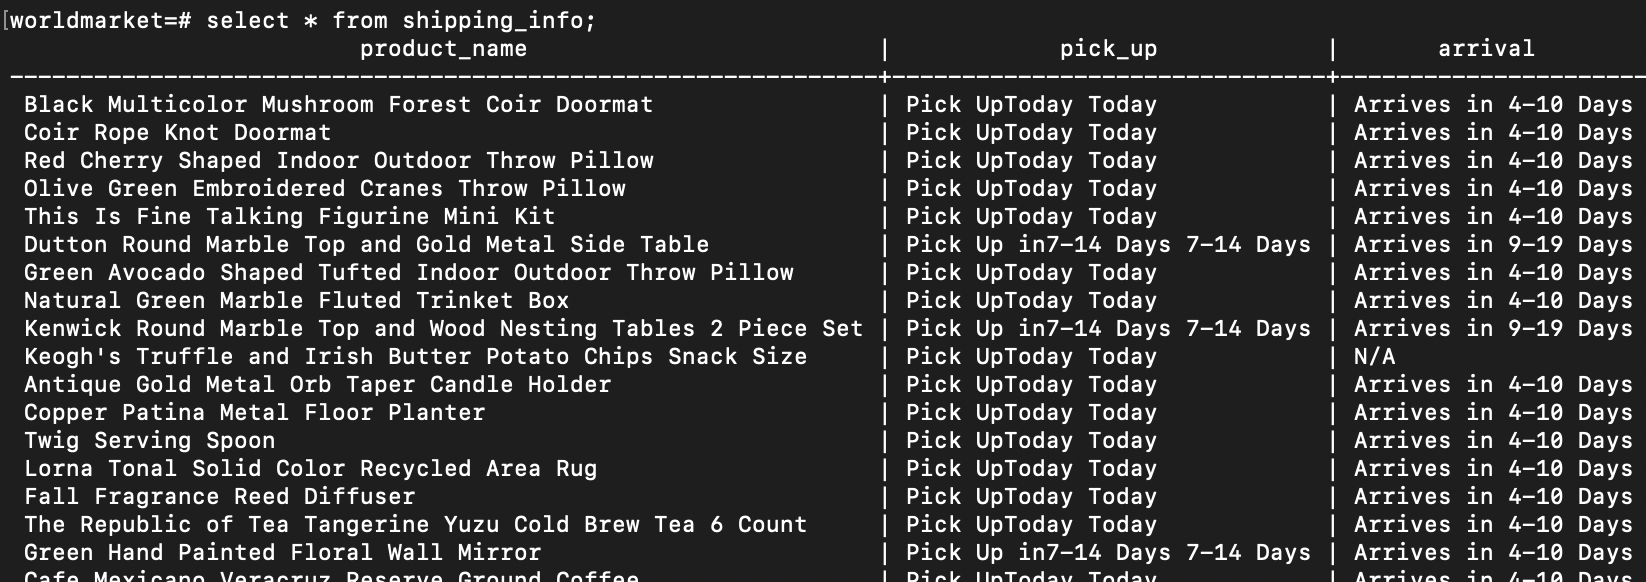 worldmarket=# select * from shipping_info;
product_name | pick_up | arrival
Black Multicolor Mushroom Forest Coir Doormat | Pick UpToday Today | Arrives in 4-10 Days
Coir Rope Knot Doormat | Pick UpToday Today | Arrives in 4-10 Days
Red Cherry Shaped Indoor Outdoor Throw Pillow | Pick UpToday Today | Arrives in 4-10 Days
Olive Green Embroidered Cranes Throw Pillow | Pick UpToday Today | Arrives in 4-10 Days
This Is Fine Talking Figurine Mini Kit | Pick UpToday Today | Arrives in 4-10 Days
Dutton Round Marble Top and Gold Metal Side Table | Pick Up in7-14 Days 7-14 Days | Arrives in 9-19 Days
Green Avocado Shaped Tufted Indoor Outdoor Throw Pillow | Pick UpToday Today | Arrives in 4-10 Days
Natural Green Marble Fluted Trinket Box | Pick UpToday Today | Arrives in 4-10 Days
Kenwick Round Marble Top and Wood Nesting Tables 2 Piece Set | Pick Up in7-14 Days 7-14 Days | Arrives in 9-19 Days
Keogh's Truffle and Irish Butter Potato Chips Snack Size | Pick UpToday Today | N/A
Antique Gold Metal Orb Taper Candle Holder | Pick UpToday Today | Arrives in 4-10 Days
Copper Patina Metal Floor Planter | Pick UpToday Today | Arrives in 4-10 Days
Twig Serving Spoon | Pick UpToday Today | Arrives in 4-10 Days
Lorna Tonal Solid Color Recycled Area Rug | Pick UpToday Today | Arrives in 4-10 Days
Fall Fragrance Reed Diffuser | Pick UpToday Today | Arrives in 4-10 Days
The Republic of Tea Tangerine Yuzu Cold Brew Tea 6 Count | Pick UpToday Today | Arrives in 4-10 Days
Green Hand Painted Floral Wall Mirror | Pick Up in7-14 Days 7-14 Days | Arrives in 4-10 Days
Cafe Mexicano Veracruz Reserve Ground Coffee | Pick UpToday Today | Arrives in 4-10 Days